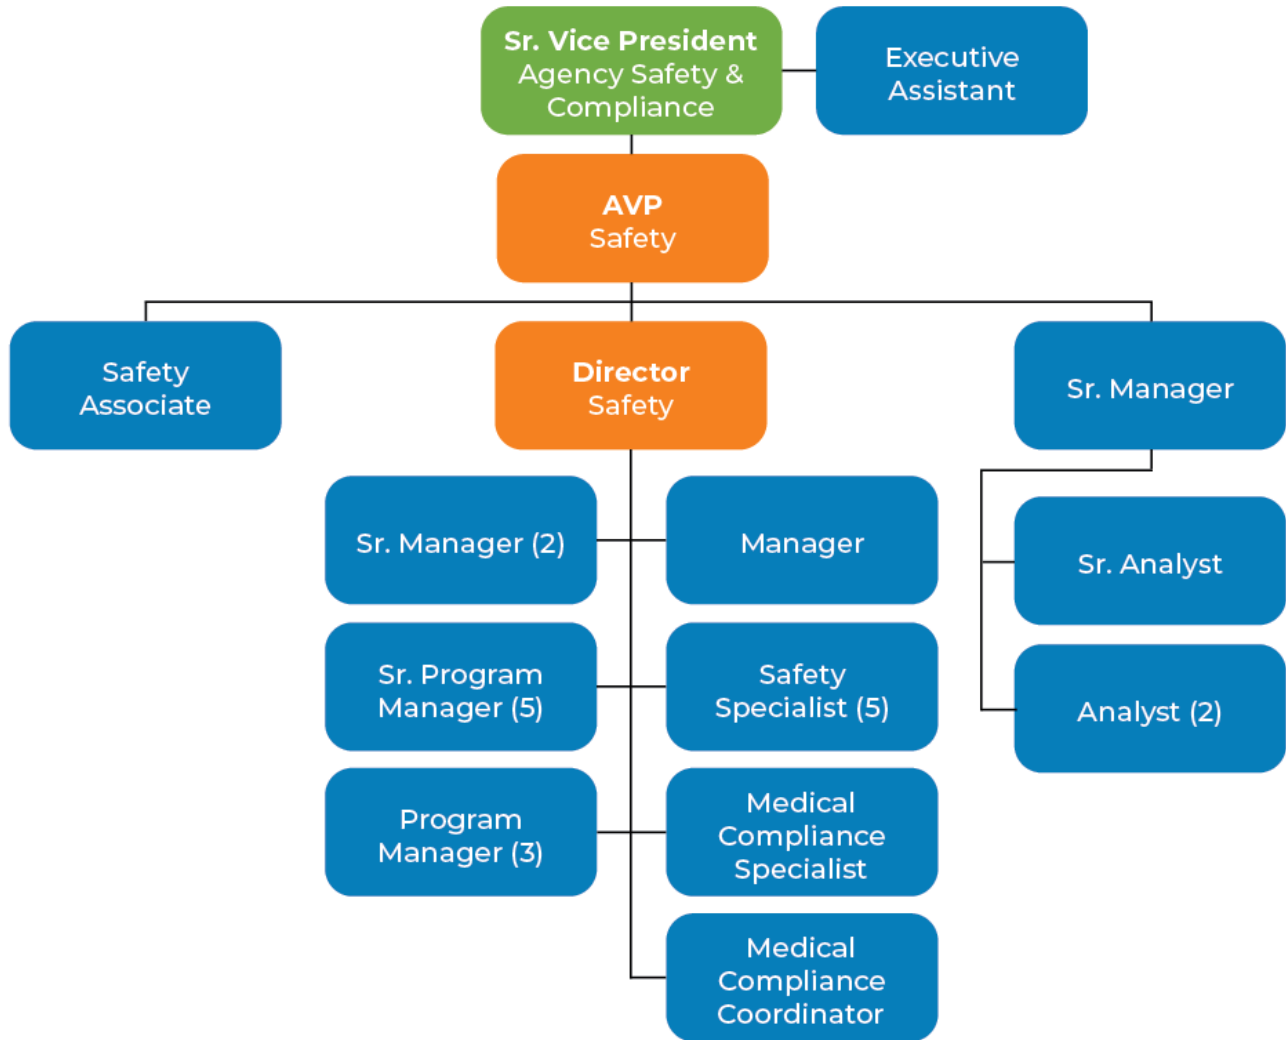 Sr. Vice President
Agency Safety &
Compliance
Executive
Assistant
AVP
Safety
Safety
Associate
Director
Safety
Sr. Manager
Sr. Manager (2)
Manager
Sr. Analyst
Sr. Program
Manager (5)
Safety
Specialist (5)
Analyst (2)
Program
Manager (3)
Medical
Compliance
Specialist
Medical
Compliance
Coordinator